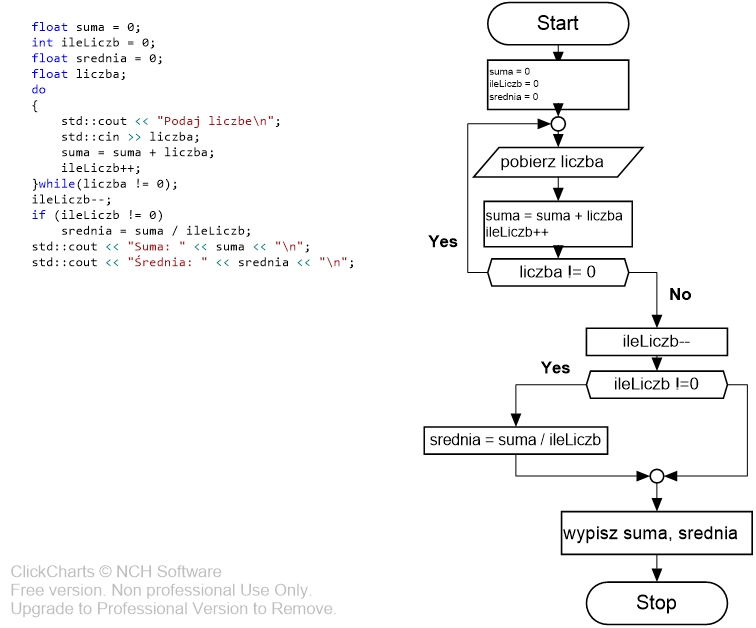 float suma = 0;
int ileLiczb = 0;
float srednia = 0;
float liczba;
do
{
    std::cout << "Podaj liczbe\n";
    std::cin >> liczba;
    suma = suma + liczba;
    ileLiczb++;
}while(liczba != 0);
ileLiczb--;
if (ileLiczb != 0)
    srednia = suma / ileLiczb;
std::cout << "Suma: " << suma << "\n";
std::cout << "Średnia: " << srednia << "\n";
Start
suma = 0
ileLiczb = 0
srednia = 0
pobierz liczba
suma = suma + liczba
ileLiczb++
Yes
liczba != 0
No
ileLiczb--
Yes
ileLiczb !=0
srednia = suma / ileLiczb
wypisz suma, srednia
Stop
ClickCharts © NCH Software
Free version. Non professional Use Only.
Upgrade to Professional Version to Remove.